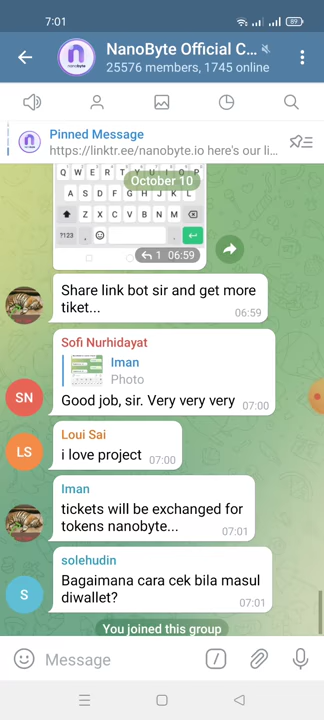 7:01
89
NanoByte Official C...
25576 members, 1745 online
Pinned Message
https://linktr.ee/nanobyte.io here's our li...
Q W E R T Y U I O P
October 10
A S D F G H J K L
Z X C V B N M
?123 , .
1 06:59
Share link bot sir and get more
tiket...
06:59
Sofi Nurhidayat
Iman
Photo
SN
Good job, sir. Very very very
07:00
Loui Sai
LS
i love project
07:00
Iman
tickets will be exchanged for
tokens nanobyte...
07:01
solehudin
S
Bagaimana cara cek bila masul
diwallet?
07:01
You joined this group
Message